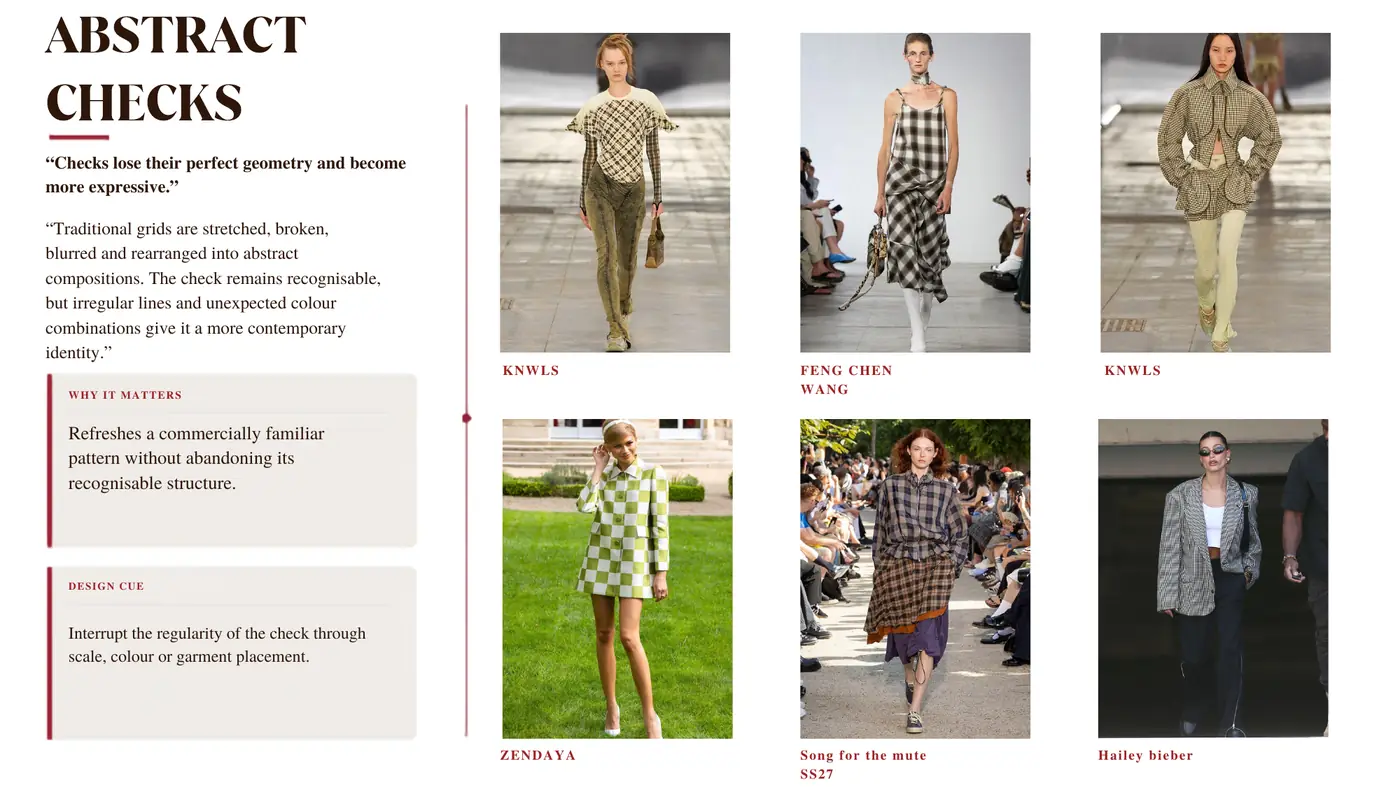 ABSTRACT
CHECKS
“Checks lose their perfect geometry and become
more expressive.”
“Traditional grids are stretched, broken,
blurred and rearranged into abstract
compositions. The check remains recognisable,
but irregular lines and unexpected colour
combinations give it a more contemporary
identity.”
WHY IT MATTERS
Refreshes a commercially familiar
pattern without abandoning its
recognisable structure.
DESIGN CUE
Interrupt the regularity of the check through
scale, colour or garment placement.
KNWLS
FENG CHEN
WANG
KNWLS
ZENDAYA
Song for the mute
SS27
Hailey bieber